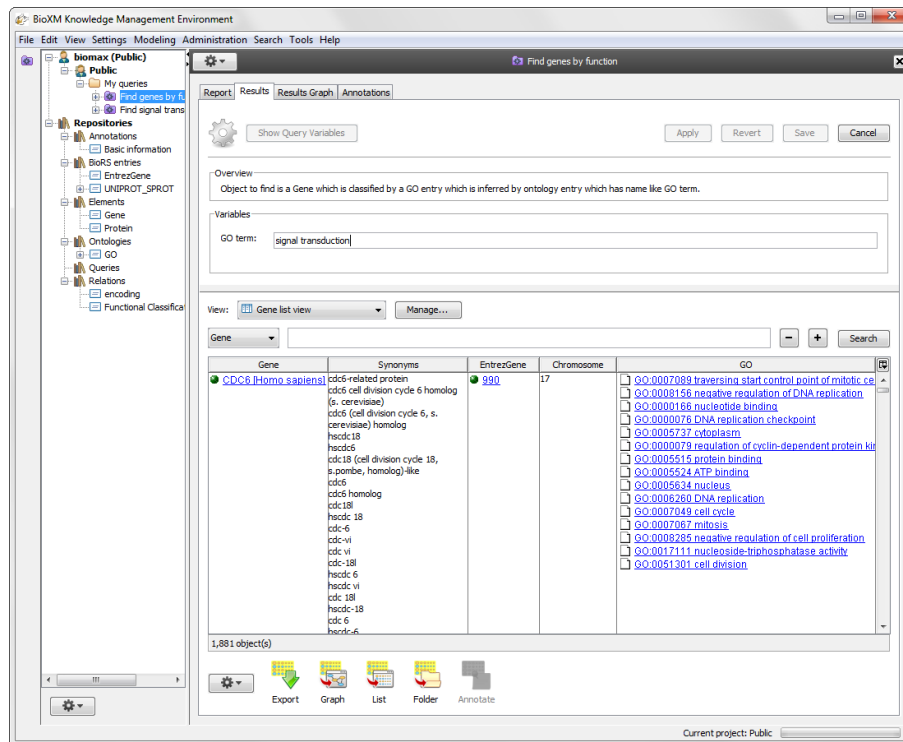 BioXM Knowledge Management Environment
File Edit View Settings Modeling Administration Search Tools Help
biomax (Public)
Public
My queries
Find genes by fu
Find signal trans
Repositories
Annotations
Basic information
BioRS entries
EntrezGene
UNIPROT_SPROT
Elements
Gene
Protein
Ontologies
GO
Queries
Relations
encoding
Functional Classificat
Find genes by function
Report Results Results Graph Annotations
Show Query Variables Apply Revert Save Cancel
Overview
Object to find is a Gene which is classified by a GO entry which is inferred by ontology entry which has name like GO term.
Variables
GO term: signal transduction
View: Gene list view Manage...
Gene - + Search
Gene Synonyms EntrezGene Chromosome GO
CDC6 [Homo sapiens]
cdc6-related protein
cdc6 cell division cycle 6 homolog
(s. cerevisiae)
cdc6 (cell division cycle 6, s.
cerevisiae) homolog
hscdc18
hscdc6
cdc18 (cell division cycle 18,
s.pombe, homolog)-like
cdc6
cdc6 homolog
cdc18l
hscdc 18
cdc-6
cdc-vi
cdc vi
cdc-18l
hscdc 6
hscdc vi
cdc 18l
hscdc-18
cdc 6
hscdc-6
990
17
GO:0007089 traversing start control point of mitotic ce
GO:0008156 negative regulation of DNA replication
GO:0000166 nucleotide binding
GO:0000076 DNA replication checkpoint
GO:0005737 cytoplasm
GO:0000079 regulation of cyclin-dependent protein kin
GO:0005515 protein binding
GO:0005524 ATP binding
GO:0005634 nucleus
GO:0006260 DNA replication
GO:0007049 cell cycle
GO:0007067 mitosis
GO:0008285 negative regulation of cell proliferation
GO:0017111 nucleoside-triphosphatase activity
GO:0051301 cell division
1,881 object(s)
Export Graph List Folder Annotate
Current project: Public